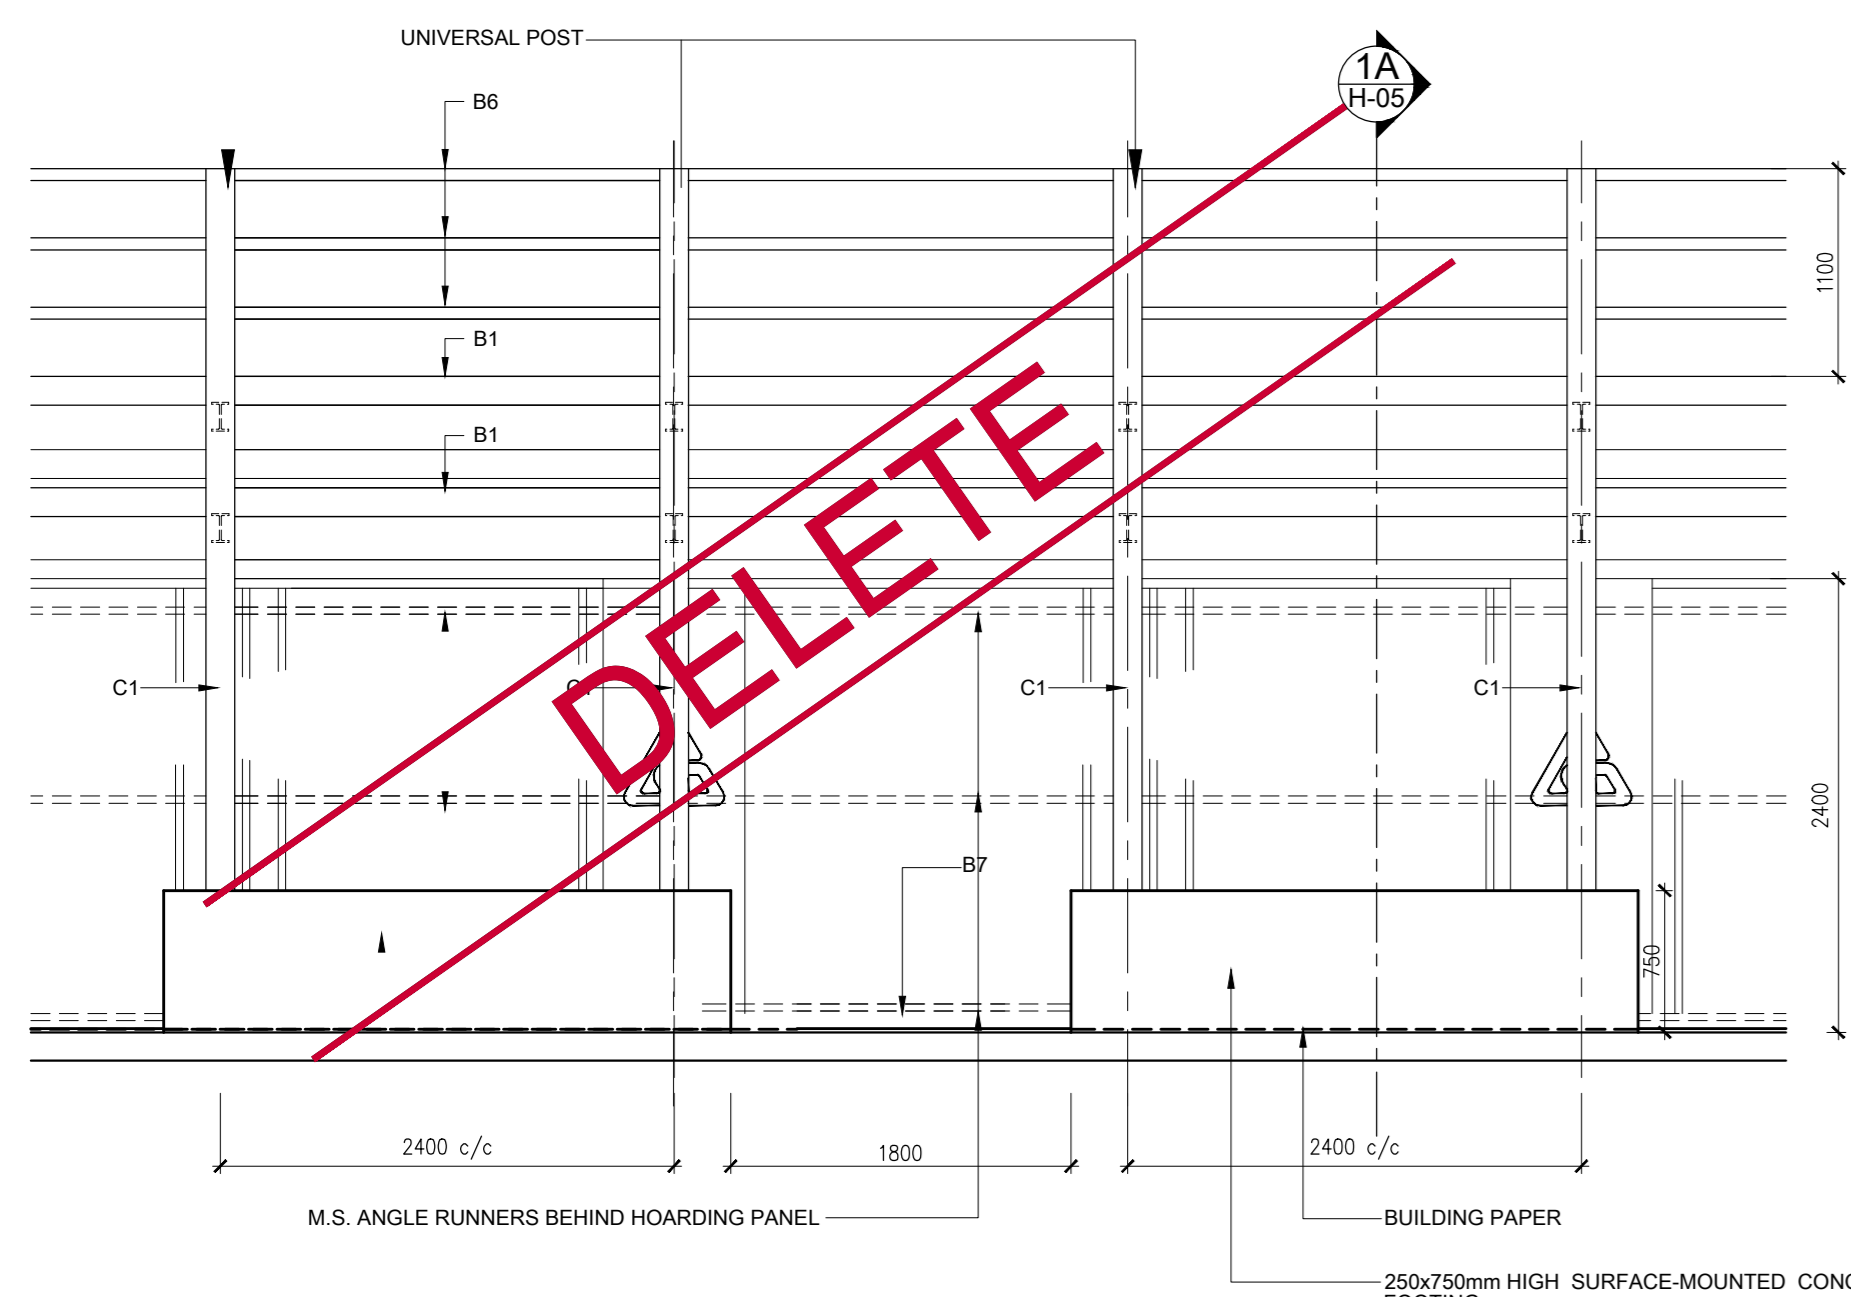 UNIVERSAL POST
1A
H-05
B6
1100
B1
B1
DELETE
C1
C1
C1
2400
B7
750
2400 c/c
1800
2400 c/c
M.S. ANGLE RUNNERS BEHIND HOARDING PANEL
BUILDING PAPER
250x750mm HIGH SURFACE-MOUNTED